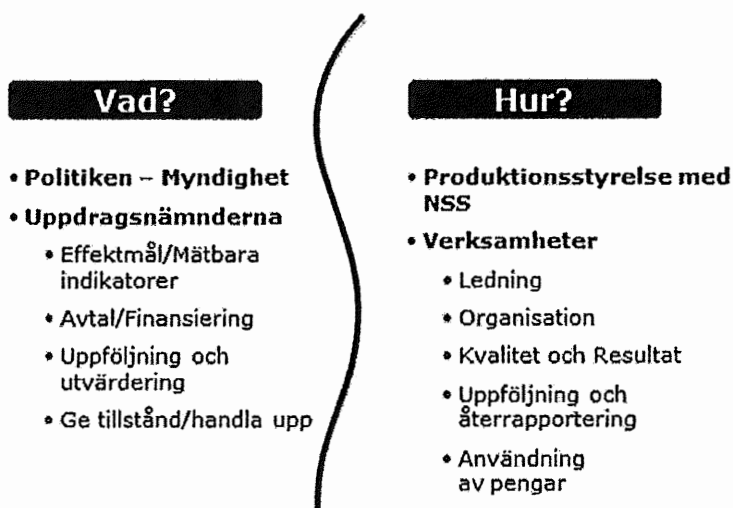 Vad?
• Politiken – Myndighet
• Uppdragsnämnderna
• Effektmål/Mätbara
indikatorer
• Avtal/Finansiering
• Uppföljning och
utvärdering
• Ge tillstånd/handla upp
Hur?
• Produktionsstyrelse med
NSS
• Verksamheter
• Ledning
• Organisation
• Kvalitet och Resultat
• Uppföljning och
återrapportering
• Användning
av pengar